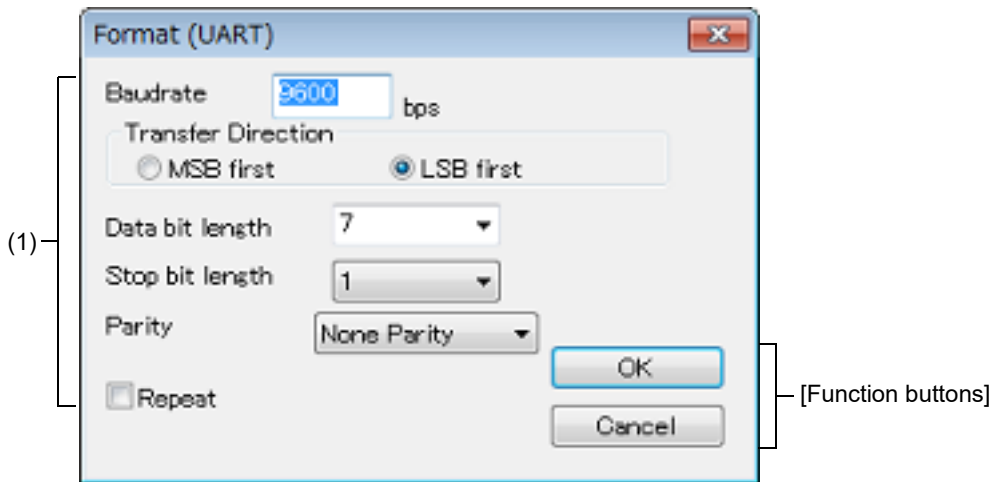 Format (UART)
Baudrate 9600 bps
Transfer Direction
MSB first LSB first
(1)
Data bit length 7
Stop bit length 1
Parity None Parity
OK
[Function buttons]
Repeat
Cancel